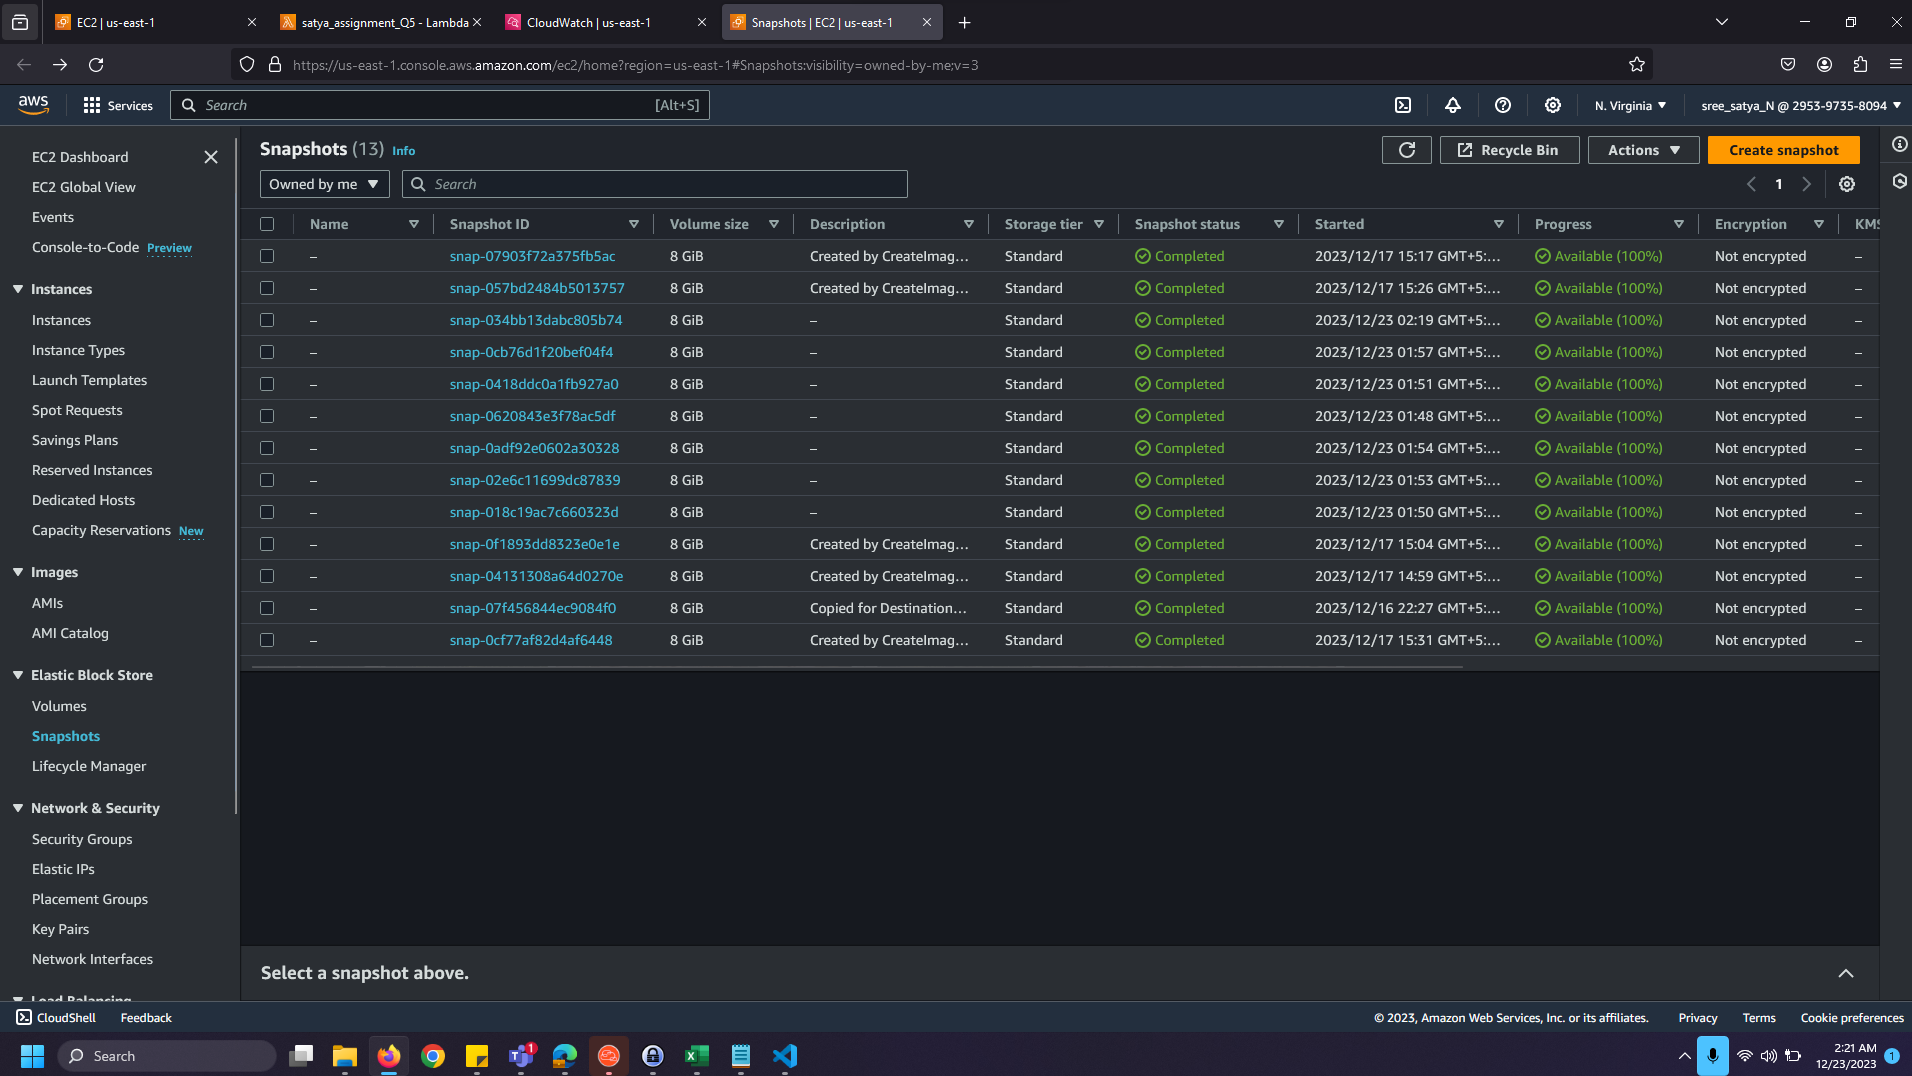 EC2 | us-east-1
satya_assignment_Q5 - Lambda
CloudWatch | us-east-1
Snapshots | EC2 | us-east-1
https://us-east-1.console.aws.amazon.com/ec2/home?region=us-east-1#Snapshots:visibility=owned-by-me;v=3
aws
Services
Search
[Alt+S]
N. Virginia
sree_satya_N @ 2953-9735-8094
EC2 Dashboard
EC2 Global View
Events
Console-to-Code Preview
Instances
Instances
Instance Types
Launch Templates
Spot Requests
Savings Plans
Reserved Instances
Dedicated Hosts
Capacity Reservations New
Images
AMIs
AMI Catalog
Elastic Block Store
Volumes
Snapshots
Lifecycle Manager
Network & Security
Security Groups
Elastic IPs
Placement Groups
Key Pairs
Network Interfaces
Load Balancing
Snapshots (13) Info
Recycle Bin
Actions
Create snapshot
Owned by me
Search
1
Name Snapshot ID Volume size Description Storage tier Snapshot status Started Progress Encryption KMS
– snap-07903f72a375fb5ac 8 GiB Created by CreateImag... Standard Completed 2023/12/17 15:17 GMT+5:... Available (100%) Not encrypted –
– snap-057bd2484b5013757 8 GiB Created by CreateImag... Standard Completed 2023/12/17 15:26 GMT+5:... Available (100%) Not encrypted –
– snap-034bb13dabc805b74 8 GiB – Standard Completed 2023/12/23 02:19 GMT+5:... Available (100%) Not encrypted –
– snap-0cb76d1f20bef04f4 8 GiB – Standard Completed 2023/12/23 01:57 GMT+5:... Available (100%) Not encrypted –
– snap-0418ddc0a1fb927a0 8 GiB – Standard Completed 2023/12/23 01:51 GMT+5:... Available (100%) Not encrypted –
– snap-0620843e3f78ac5df 8 GiB – Standard Completed 2023/12/23 01:48 GMT+5:... Available (100%) Not encrypted –
– snap-0adf92e0602a30328 8 GiB – Standard Completed 2023/12/23 01:54 GMT+5:... Available (100%) Not encrypted –
– snap-02e6c11699dc87839 8 GiB – Standard Completed 2023/12/23 01:53 GMT+5:... Available (100%) Not encrypted –
– snap-018c19ac7c660323d 8 GiB – Standard Completed 2023/12/23 01:50 GMT+5:... Available (100%) Not encrypted –
– snap-0f1893dd8323e0e1e 8 GiB Created by CreateImag... Standard Completed 2023/12/17 15:04 GMT+5:... Available (100%) Not encrypted –
– snap-04131308a64d0270e 8 GiB Created by CreateImag... Standard Completed 2023/12/17 14:59 GMT+5:... Available (100%) Not encrypted –
– snap-07f456844ec9084f0 8 GiB Copied for Destination... Standard Completed 2023/12/16 22:27 GMT+5:... Available (100%) Not encrypted –
– snap-0cf77af82d4af6448 8 GiB Created by CreateImag... Standard Completed 2023/12/17 15:31 GMT+5:... Available (100%) Not encrypted –
Select a snapshot above.
CloudShell
Feedback
© 2023, Amazon Web Services, Inc. or its affiliates.
Privacy
Terms
Cookie preferences
Search
1
2:21 AM
12/23/2023
1